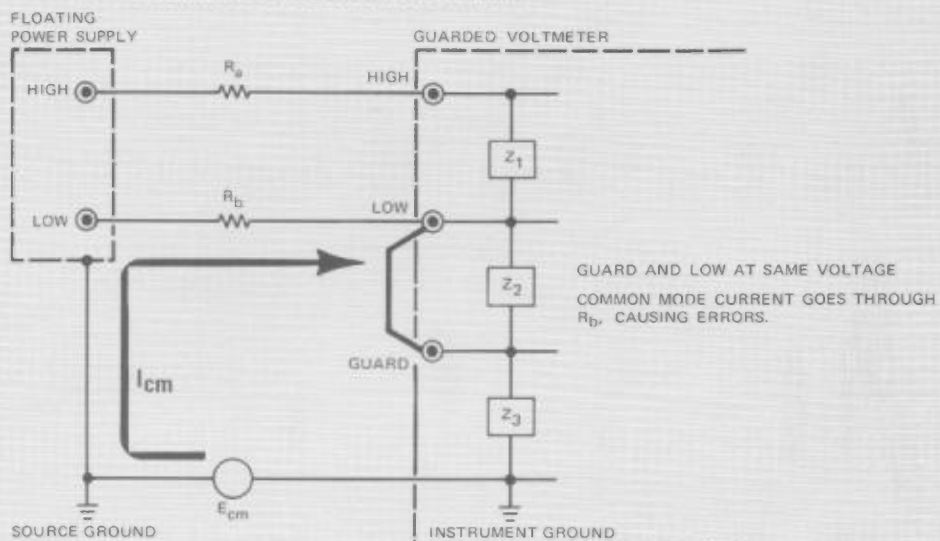 FLOATING
POWER SUPPLY
GUARDED VOLTMETER
HIGH
Ra
HIGH
Z1
LOW
Rb
LOW
Z2
GUARD AND LOW AT SAME VOLTAGE
COMMON MODE CURRENT GOES THROUGH
Rb, CAUSING ERRORS.
GUARD
Icm
Z3
Ecm
SOURCE GROUND
INSTRUMENT GROUND